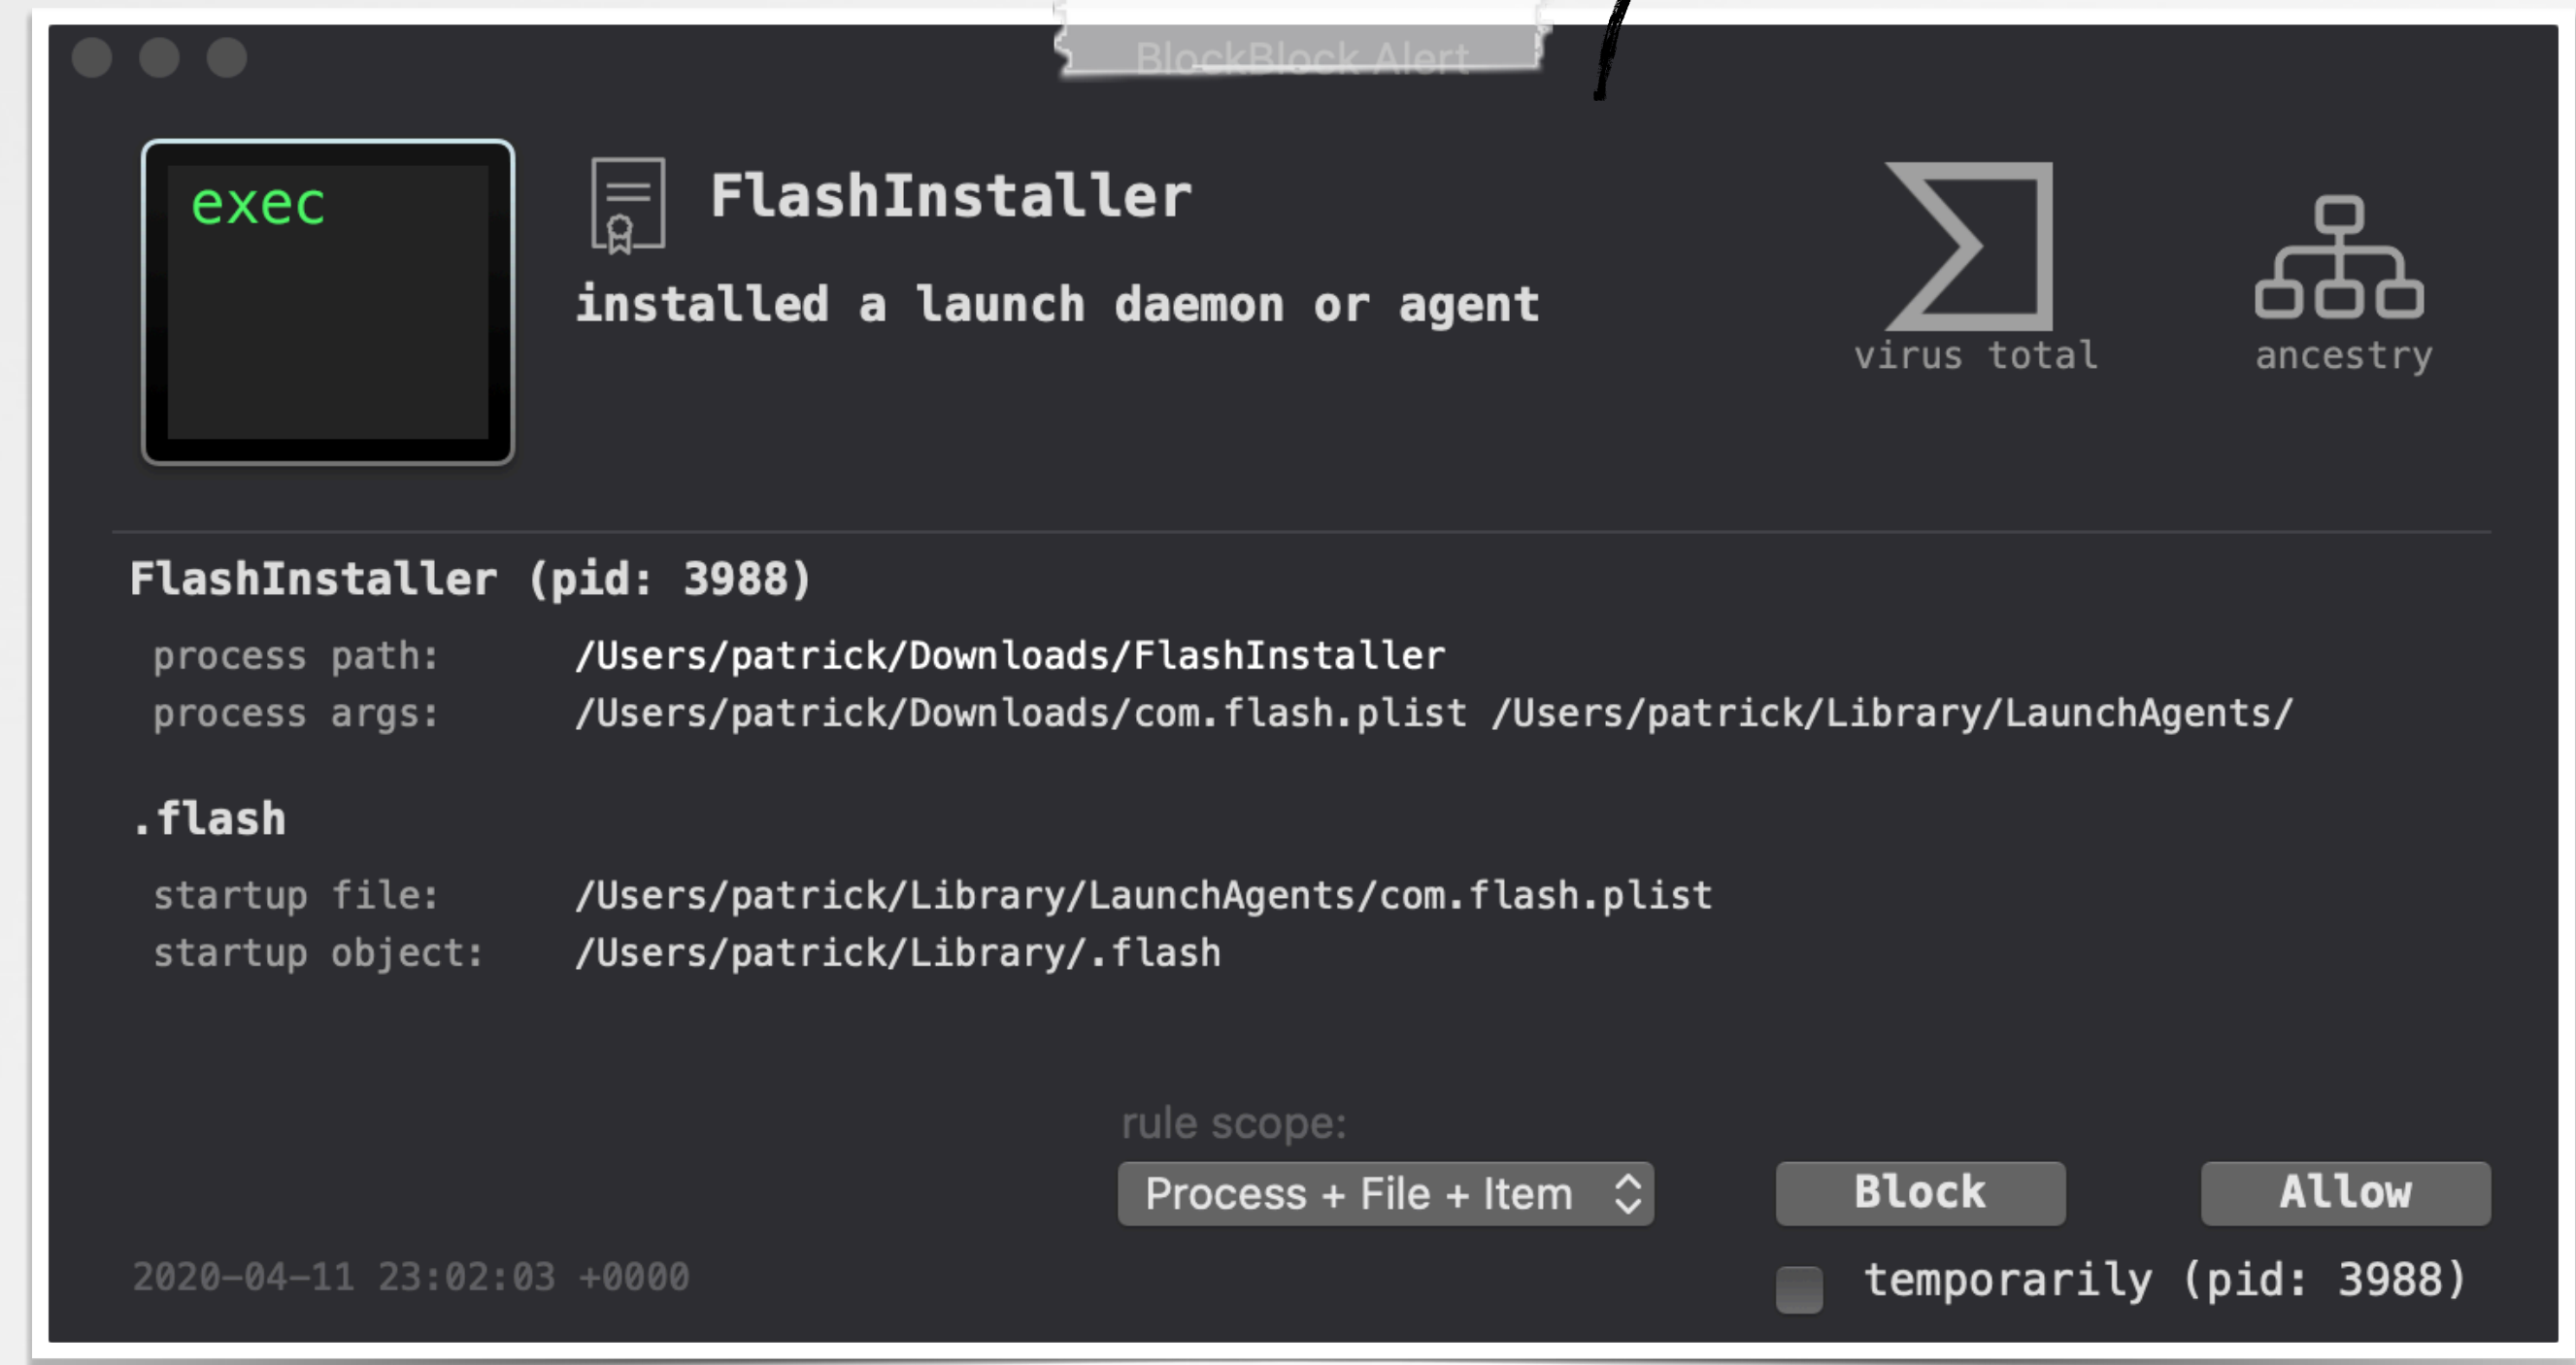 BlockBlock Alert
exec
FlashInstaller
installed a launch daemon or agent
virus total
ancestry
FlashInstaller (pid: 3988)
process path: /Users/patrick/Downloads/FlashInstaller
process args: /Users/patrick/Downloads/com.flash.plist /Users/patrick/Library/LaunchAgents/
.flash
startup file: /Users/patrick/Library/LaunchAgents/com.flash.plist
startup object: /Users/patrick/Library/.flash
rule scope:
Process + File + Item
Block
Allow
2020-04-11 23:02:03 +0000
temporarily (pid: 3988)